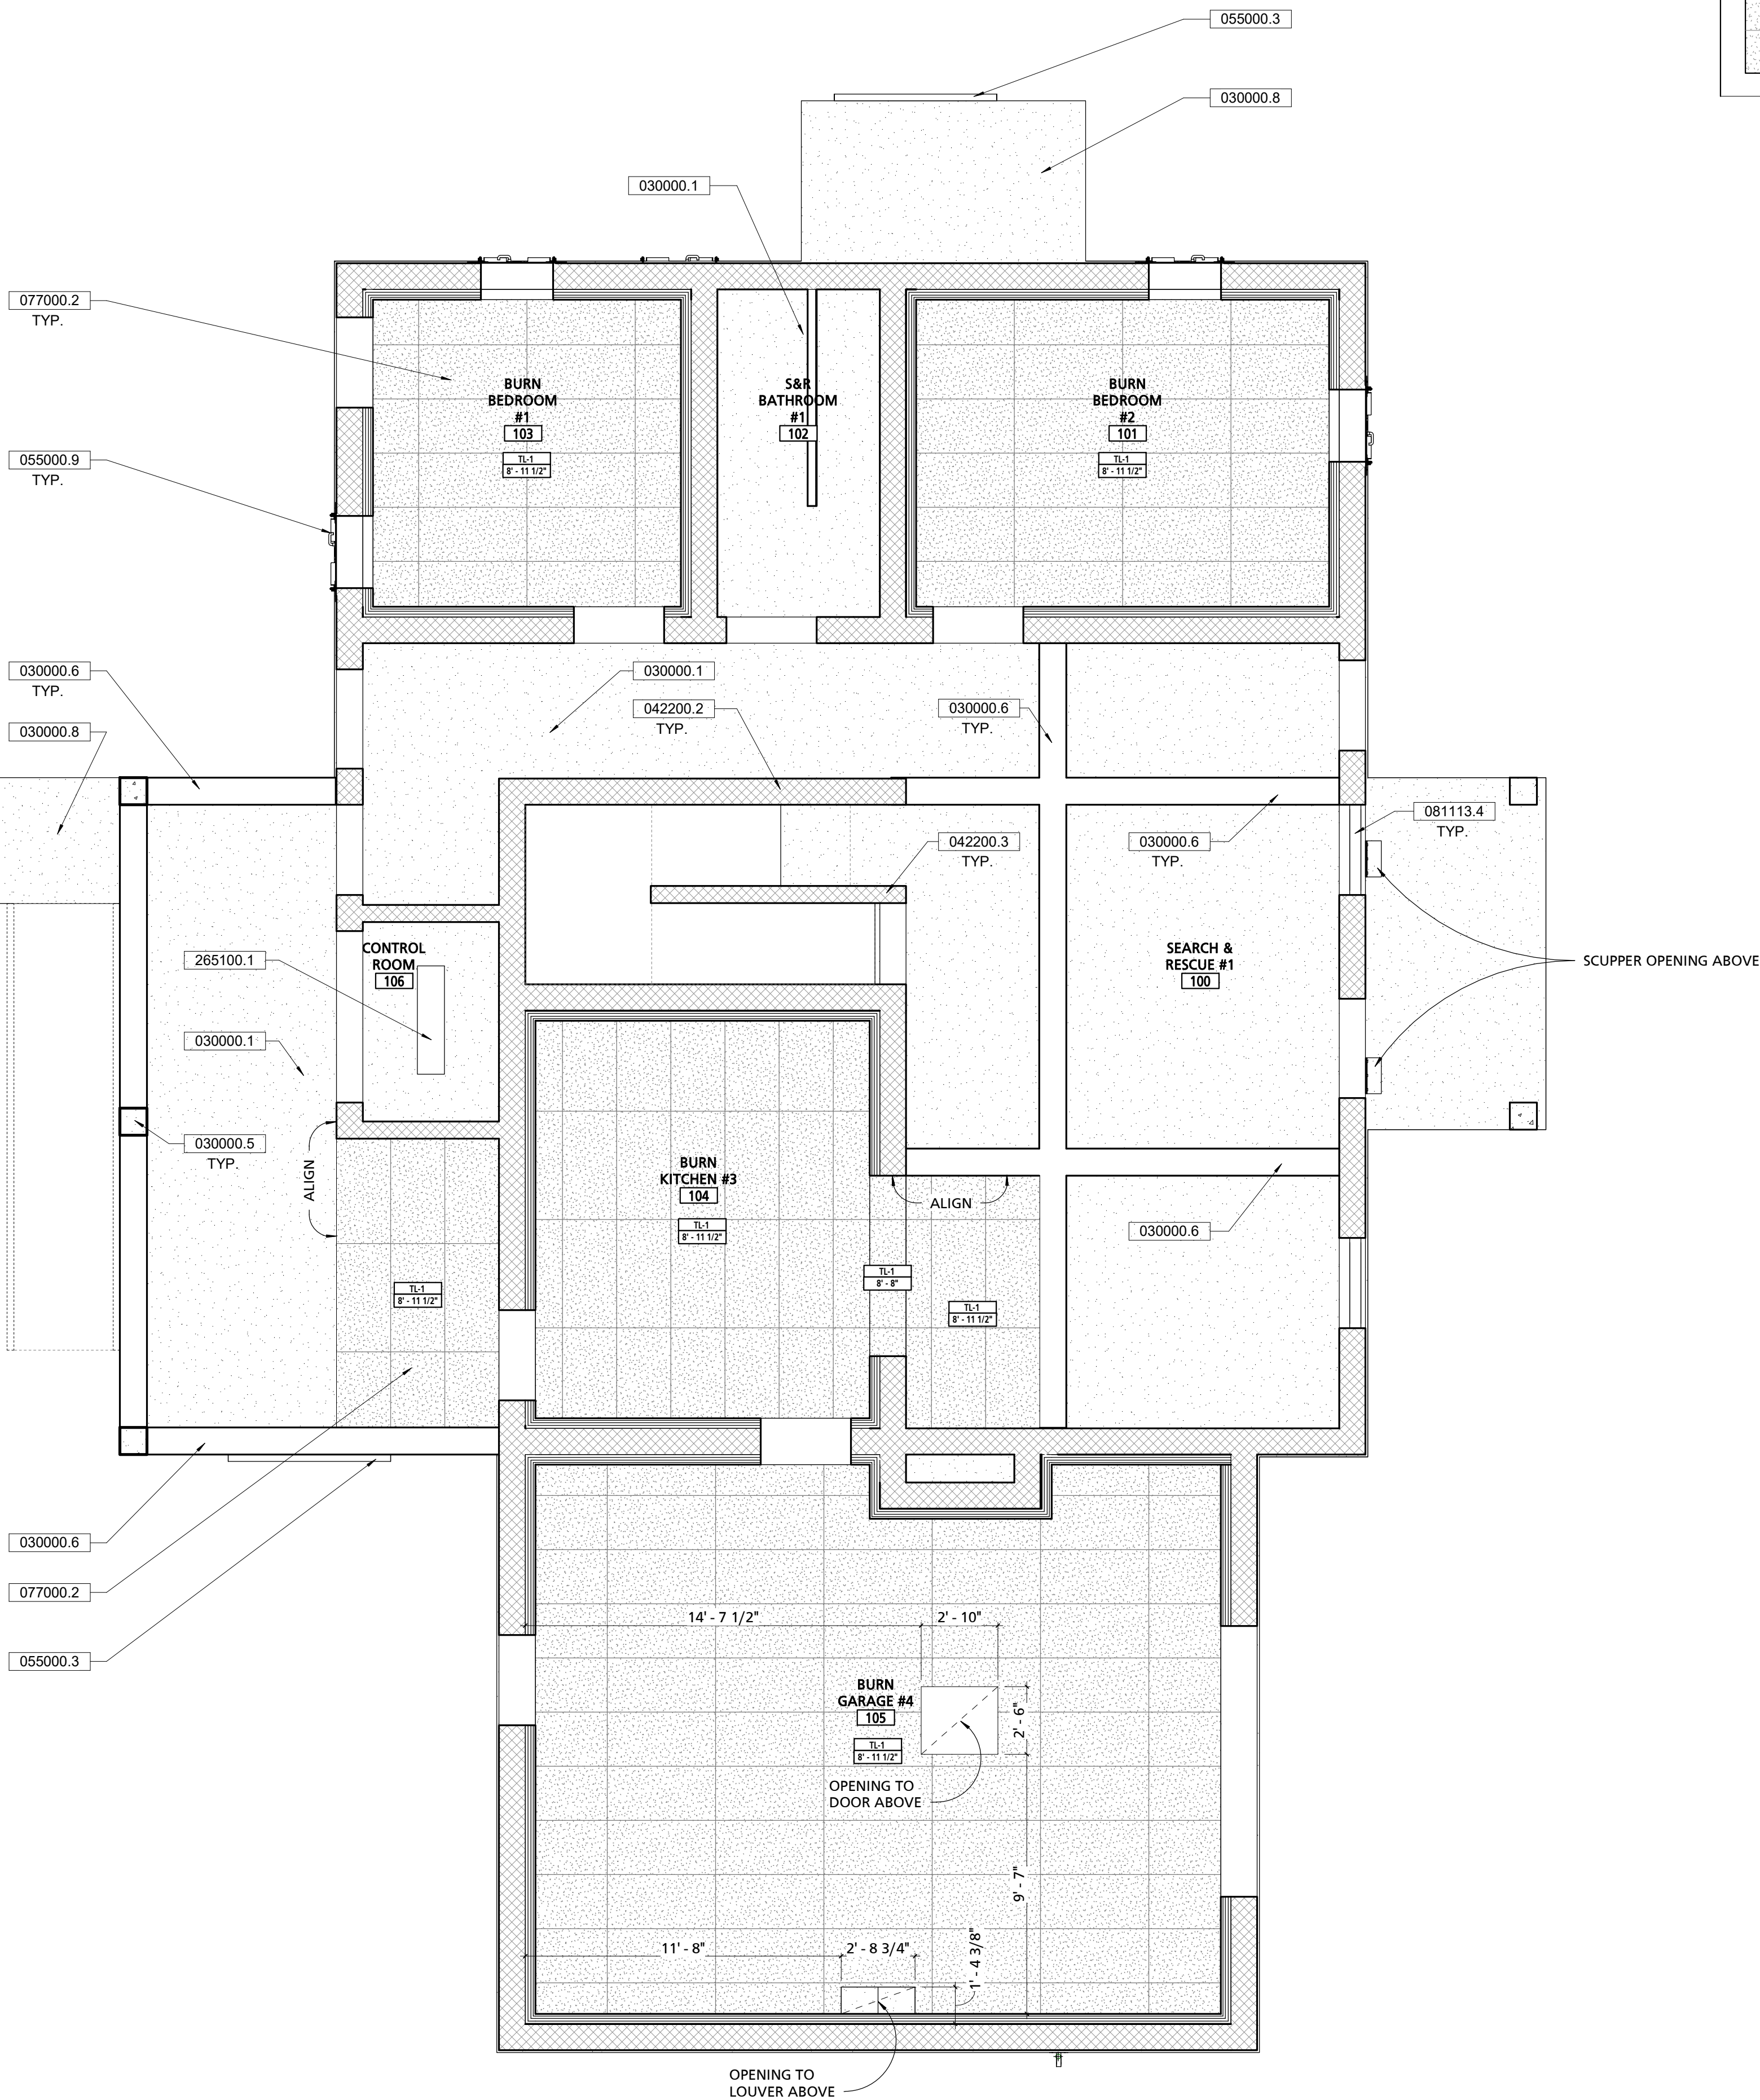 055000.3
030000.8
030000.1
077000.2
TYP.
BURN
BEDROOM
#1
103
TL-1
8' - 11 1/2"
S&R
BATHROOM
#1
102
BURN
BEDROOM
#2
101
TL-1
8' - 11 1/2"
055000.9
TYP.
030000.6
TYP.
030000.8
030000.1
042200.2
TYP.
030000.6
TYP.
042200.3
TYP.
030000.6
TYP.
081113.4
TYP.
SCUPPER OPENING ABOVE
CONTROL
ROOM
106
265100.1
030000.1
030000.5
TYP.
ALIGN
SEARCH &
RESCUE #1
100
BURN
KITCHEN #3
104
TL-1
8' - 11 1/2"
ALIGN
030000.6
TL-1
8' - 8"
TL-1
8' - 11 1/2"
TL-1
8' - 11 1/2"
030000.6
077000.2
055000.3
14' - 7 1/2"
2' - 10"
BURN
GARAGE #4
105
TL-1
8' - 11 1/2"
2' - 6"
OPENING TO
DOOR ABOVE
9' - 7"
11' - 8"
2' - 8 3/4"
1' - 4 3/8"
OPENING TO
LOUVER ABOVE